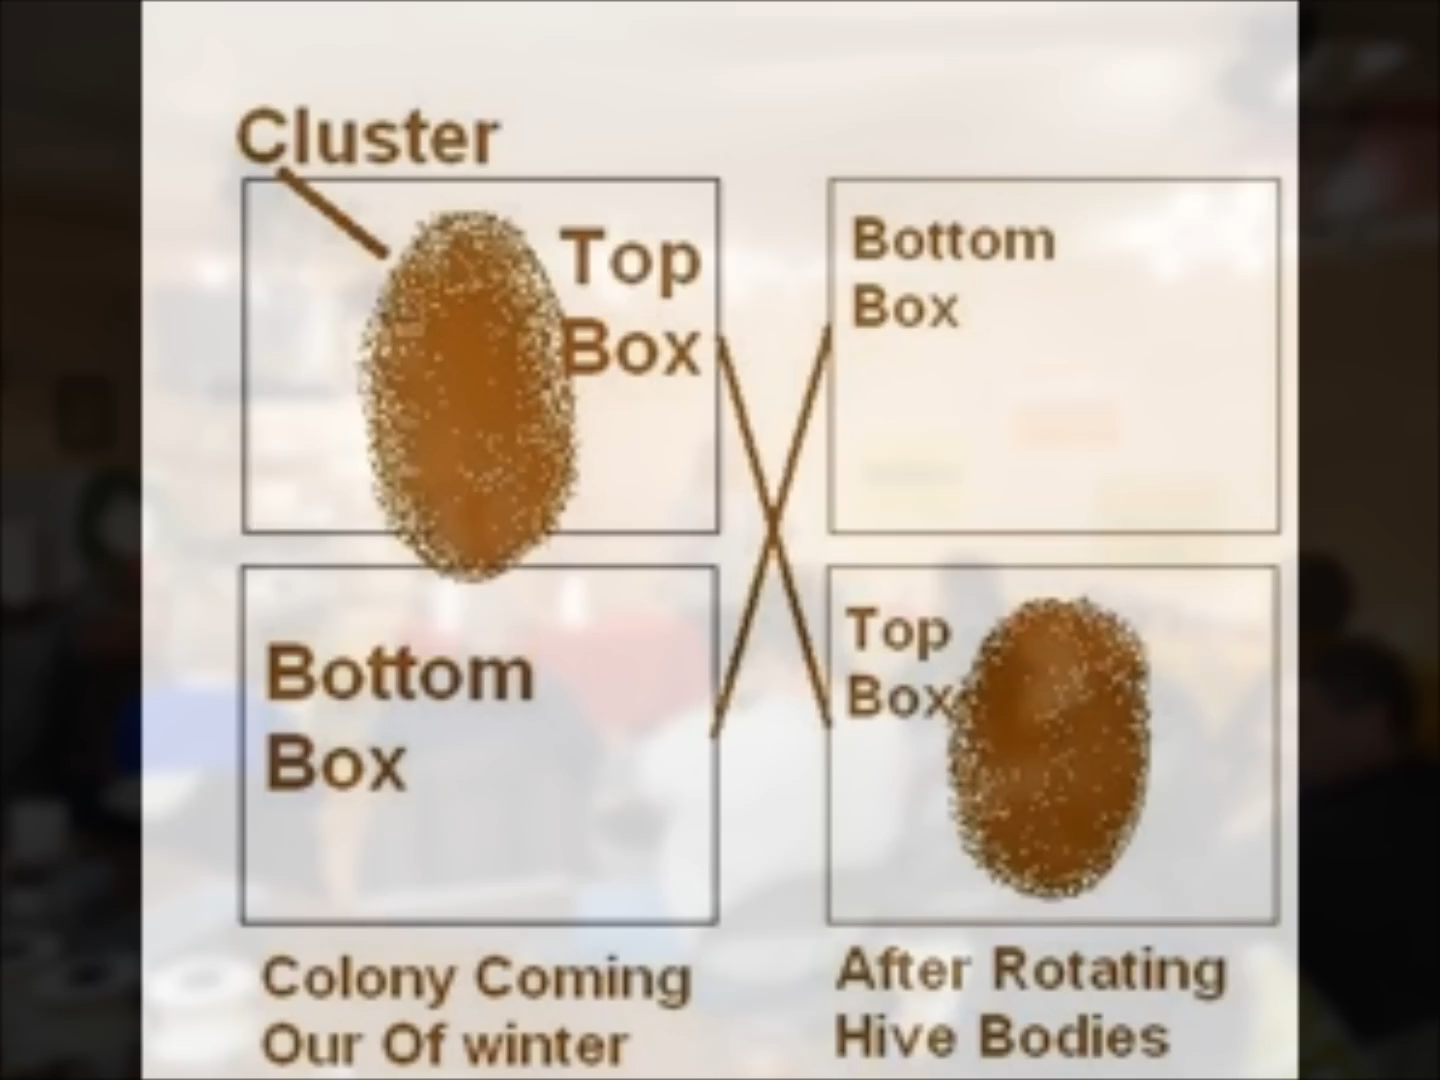 Cluster
Top
Box
Bottom
Box
Colony Coming
Our Of winter
Bottom
Box
Top
Box
After Rotating
Hive Bodies